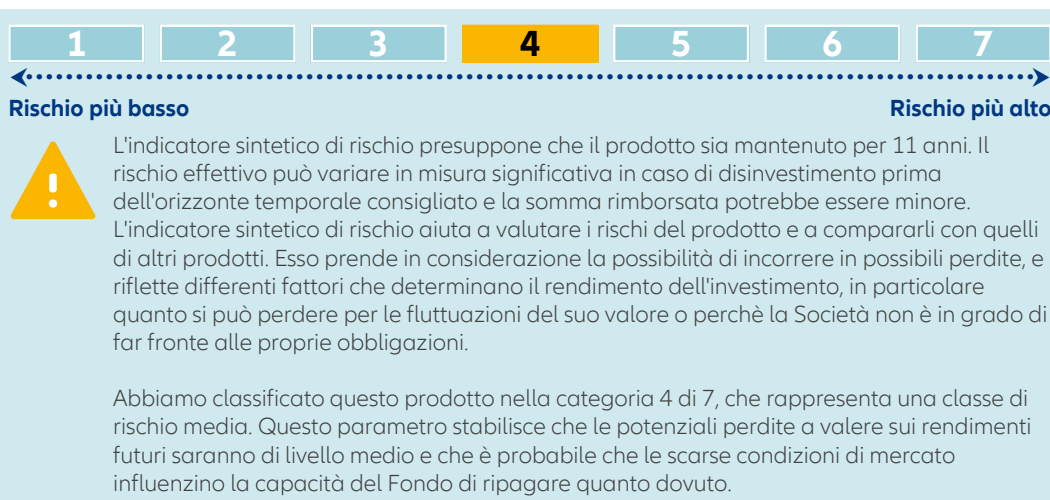 1 2 3 4 5 6 7
Rischio più basso Rischio più alto
L'indicatore sintetico di rischio presuppone che il prodotto sia mantenuto per 11 anni. Il
rischio effettivo può variare in misura significativa in caso di disinvestimento prima
dell'orizzonte temporale consigliato e la somma rimborsata potrebbe essere minore.
L'indicatore sintetico di rischio aiuta a valutare i rischi del prodotto e a compararli con quelli
di altri prodotti. Esso prende in considerazione la possibilità di incorrere in possibili perdite, e
riflette differenti fattori che determinano il rendimento dell'investimento, in particolare
quanto si può perdere per le fluttuazioni del suo valore o perchè la Società non è in grado di
far fronte alle proprie obbligazioni.
Abbiamo classificato questo prodotto nella categoria 4 di 7, che rappresenta una classe di
rischio media. Questo parametro stabilisce che le potenziali perdite a valere sui rendimenti
futuri saranno di livello medio e che è probabile che le scarse condizioni di mercato
influenzino la capacità del Fondo di ripagare quanto dovuto.